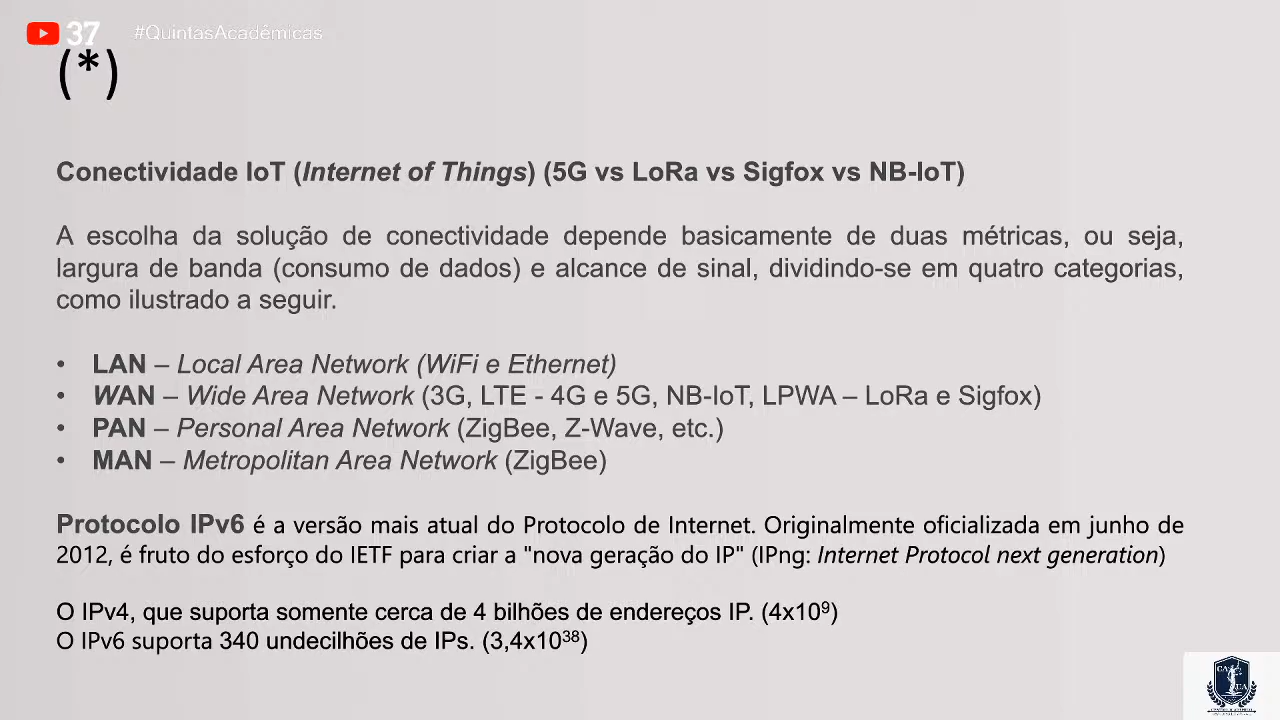 37 #QuintasAcadêmicas
(*)
Conectividade IoT (Internet of Things) (5G vs LoRa vs Sigfox vs NB-IoT)
A escolha da solução de conectividade depende basicamente de duas métricas, ou seja,
largura de banda (consumo de dados) e alcance de sinal, dividindo-se em quatro categorias,
como ilustrado a seguir.
• LAN – Local Area Network (WiFi e Ethernet)
• WAN – Wide Area Network (3G, LTE - 4G e 5G, NB-IoT, LPWA – LoRa e Sigfox)
• PAN – Personal Area Network (ZigBee, Z-Wave, etc.)
• MAN – Metropolitan Area Network (ZigBee)
Protocolo IPv6 é a versão mais atual do Protocolo de Internet. Originalmente oficializada em junho de
2012, é fruto do esforço do IETF para criar a "nova geração do IP" (IPng: Internet Protocol next generation)
O IPv4, que suporta somente cerca de 4 bilhões de endereços IP. (4x10⁹)
O IPv6 suporta 340 undecilhões de IPs. (3,4x10³⁸)